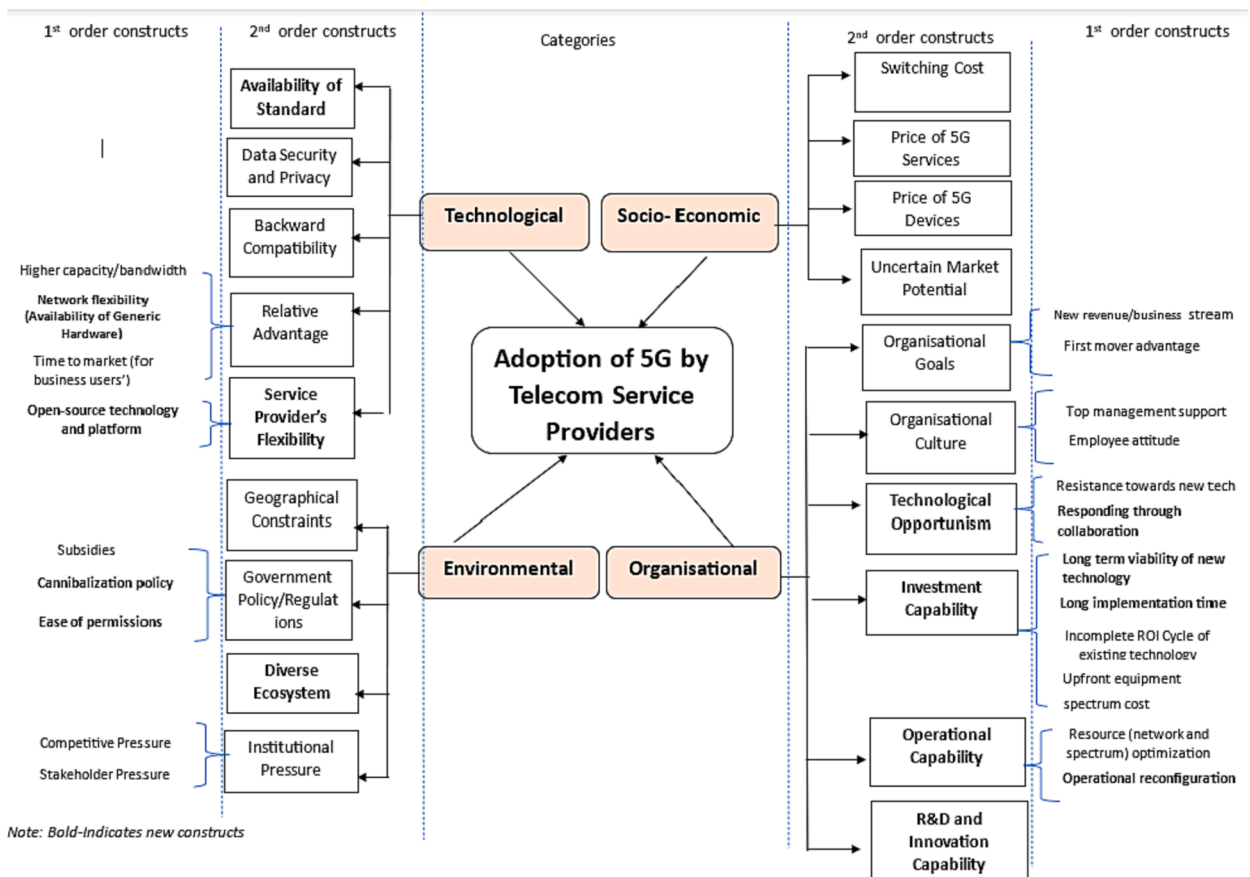 1st order constructs
2nd order constructs
Categories
2nd order constructs
1st order constructs
Availability of
Standard
Data Security
and Privacy
Backward
Compatibility
Relative
Advantage
Service
Provider's
Flexibility
Higher capacity/bandwidth
Network flexibility
(Availability of Generic
Hardware)
Time to market (for
business users')
Open-source technology
and platform
Geographical
Constraints
Government
Policy/Regulat
ions
Diverse
Ecosystem
Institutional
Pressure
Subsidies
Cannibalization policy
Ease of permissions
Competitive Pressure
Stakeholder Pressure
Note: Bold-Indicates new constructs
Technological
Socio- Economic
Adoption of 5G by
Telecom Service
Providers
Environmental
Organisational
Switching Cost
Price of 5G
Services
Price of 5G
Devices
Uncertain Market
Potential
Organisational
Goals
Organisational
Culture
Technological
Opportunism
Investment
Capability
Operational
Capability
R&D and
Innovation
Capability
New revenue/business stream
First mover advantage
Top management support
Employee attitude
Resistance towards new tech
Responding through
collaboration
Long term viability of new
technology
Long implementation time
Incomplete ROI Cycle of
existing technology
Upfront equipment
spectrum cost
Resource (network and
spectrum) optimization
Operational reconfiguration